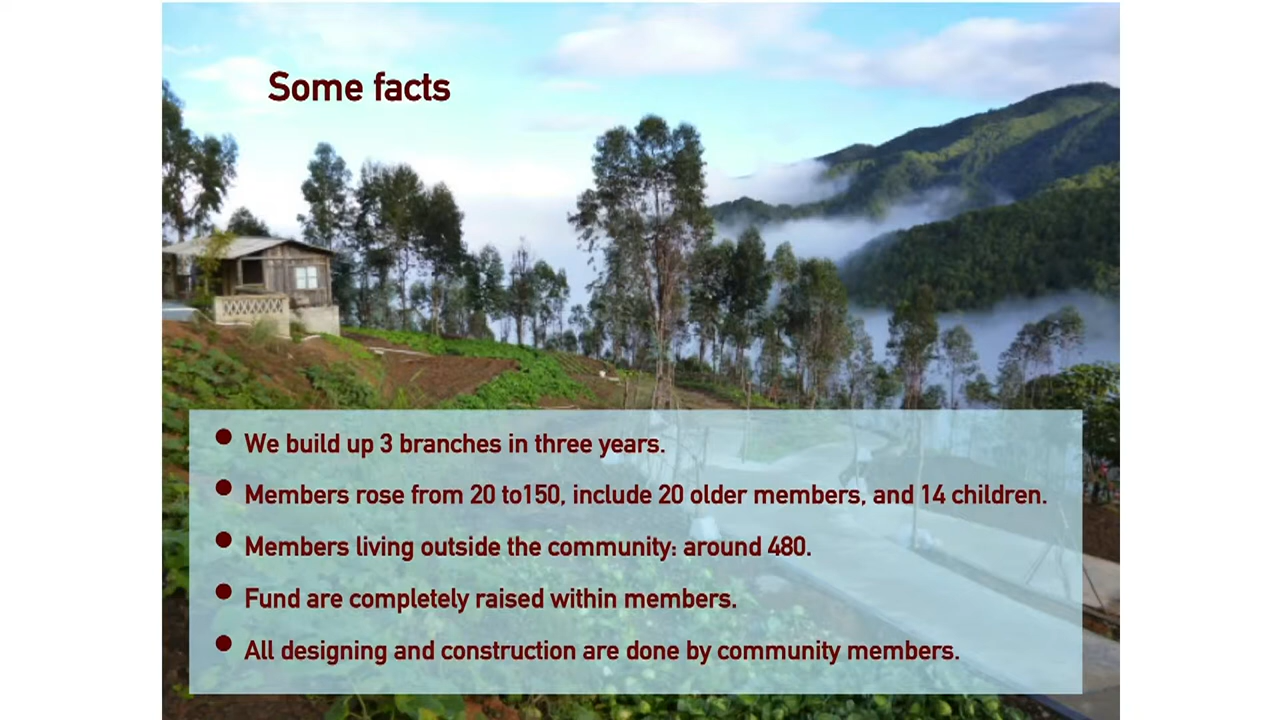 Some facts
• We build up 3 branches in three years.
• Members rose from 20 to150, include 20 older members, and 14 children.
• Members living outside the community: around 480.
• Fund are completely raised within members.
• All designing and construction are done by community members.